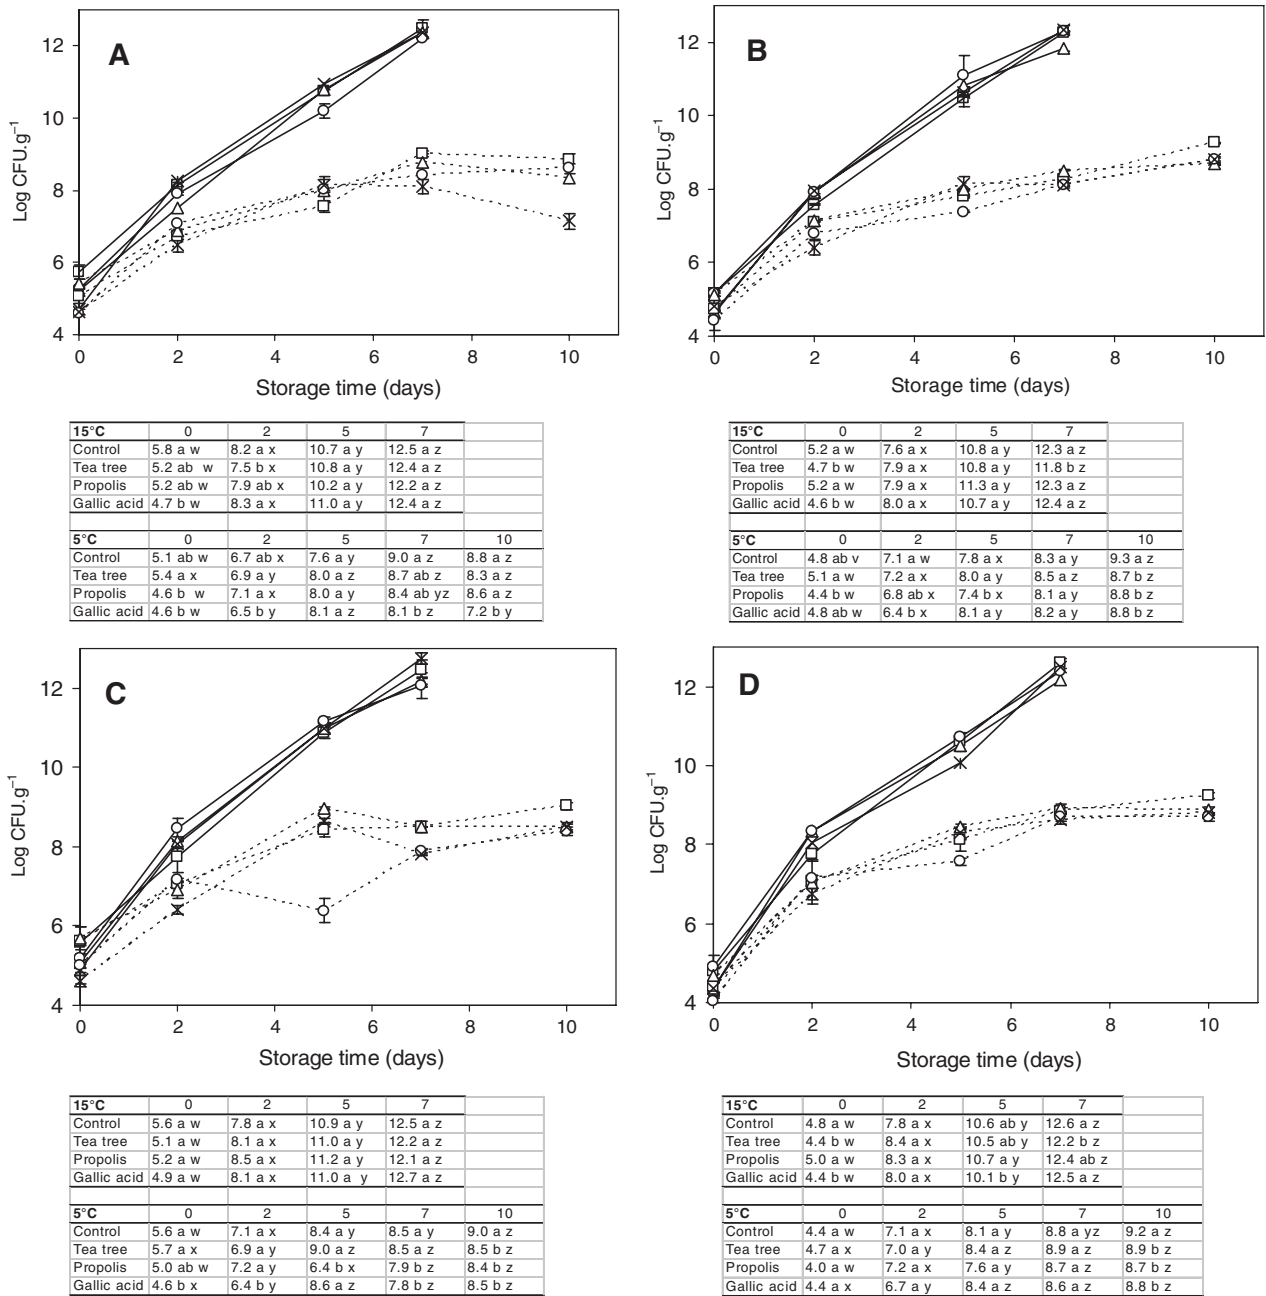 A
12
10
8
6
4
Log CFU.g⁻¹
0 2 4 6 8 10
Storage time (days)
B
12
10
8
6
4
Log CFU.g⁻¹
0 2 4 6 8 10
Storage time (days)
15°C 0 2 5 7
Control 5.8 a w 8.2 a x 10.7 a y 12.5 a z
Tea tree 5.2 ab w 7.5 b x 10.8 a y 12.4 a z
Propolis 5.2 ab w 7.9 ab x 10.2 a y 12.2 a z
Gallic acid 4.7 b w 8.3 a x 11.0 a y 12.4 a z
5°C 0 2 5 7 10
Control 5.1 ab w 6.7 ab x 7.6 a y 9.0 a z 8.8 a z
Tea tree 5.4 a x 6.9 a y 8.0 a z 8.7 ab z 8.3 a z
Propolis 4.6 b w 7.1 a x 8.0 a y 8.4 ab yz 8.6 a z
Gallic acid 4.6 b w 6.5 b y 8.1 a z 8.1 b z 7.2 b y
15°C 0 2 5 7
Control 5.2 a w 7.6 a x 10.8 a y 12.3 a z
Tea tree 4.7 b w 7.9 a x 10.8 a y 11.8 b z
Propolis 5.2 a w 7.9 a x 11.3 a y 12.3 a z
Gallic acid 4.6 b w 8.0 a x 10.7 a y 12.4 a z
5°C 0 2 5 7 10
Control 4.8 ab v 7.1 a w 7.8 a x 8.3 a y 9.3 a z
Tea tree 5.1 a w 7.2 a x 8.0 a y 8.5 a z 8.7 b z
Propolis 4.4 b w 6.8 ab x 7.4 b x 8.1 a y 8.8 b z
Gallic acid 4.8 ab w 6.4 b x 8.1 a y 8.2 a y 8.8 b z
C
12
10
8
6
4
Log CFU.g⁻¹
0 2 4 6 8 10
Storage time (days)
D
12
10
8
6
4
Log CFU.g⁻¹
0 2 4 6 8 10
Storage time (days)
15°C 0 2 5 7
Control 5.6 a w 7.8 a x 10.9 a y 12.5 a z
Tea tree 5.1 a w 8.1 a x 11.0 a y 12.2 a z
Propolis 5.2 a w 8.5 a x 11.2 a y 12.1 a z
Gallic acid 4.9 a w 8.1 a x 11.0 a y 12.7 a z
5°C 0 2 5 7 10
Control 5.6 a w 7.1 a x 8.4 a y 8.5 a y 9.0 a z
Tea tree 5.7 a x 6.9 a y 9.0 a z 8.5 a z 8.5 b z
Propolis 5.0 ab w 7.2 a y 6.4 b x 7.9 b z 8.4 b z
Gallic acid 4.6 b x 6.4 b y 8.6 a z 7.8 b z 8.5 b z
15°C 0 2 5 7
Control 4.8 a w 7.8 a x 10.6 ab y 12.6 a z
Tea tree 4.4 b w 8.4 a x 10.5 ab y 12.2 b z
Propolis 5.0 a w 8.3 a x 10.7 a y 12.4 ab z
Gallic acid 4.4 b w 8.0 a x 10.1 b y 12.5 a z
5°C 0 2 5 7 10
Control 4.4 a w 7.1 a x 8.1 a y 8.8 a yz 9.2 a z
Tea tree 4.7 a x 7.0 a y 8.4 a z 8.9 a z 8.9 b z
Propolis 4.0 a w 7.2 a x 7.6 a y 8.7 a z 8.7 b z
Gallic acid 4.4 a x 6.7 a y 8.4 a z 8.6 a z 8.8 b z